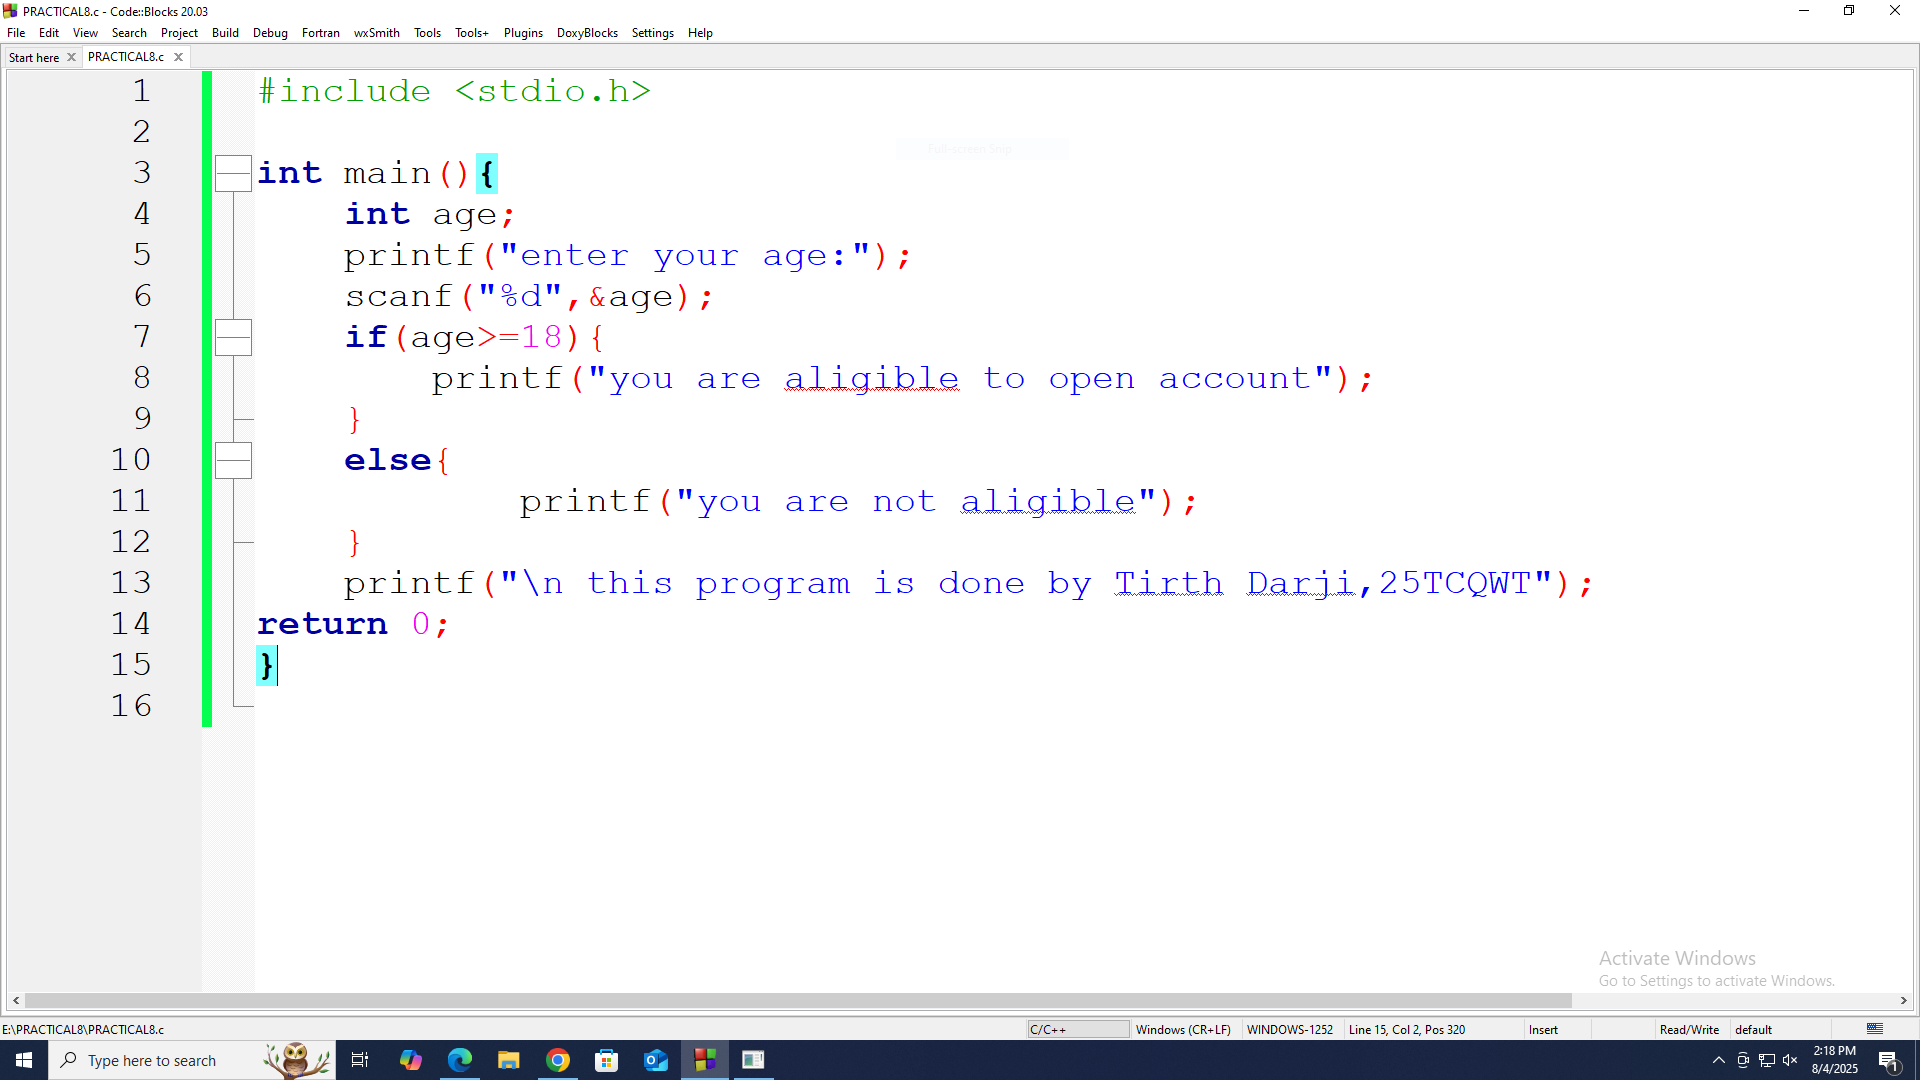 PRACTICAL8.c - Code::Blocks 20.03
File Edit View Search Project Build Debug Fortran wxSmith Tools Tools+ Plugins DoxyBlocks Settings Help
Start here PRACTICAL8.c
1 #include <stdio.h>
2
3 int main(){
4 int age;
5 printf("enter your age:");
6 scanf("%d",&age);
7 if(age>=18){
8 printf("you are aligible to open account");
9 }
10 else{
11 printf("you are not aligible");
12 }
13 printf("\n this program is done by Tirth Darji,25TCQWT");
14 return 0;
15 }
16
Activate Windows
Go to Settings to activate Windows.
E:\PRACTICAL8\PRACTICAL8.c C/C++ Windows (CR+LF) WINDOWS-1252 Line 15, Col 2, Pos 320 Insert Read/Write default
Type here to search
2:18 PM
8/4/2025
1